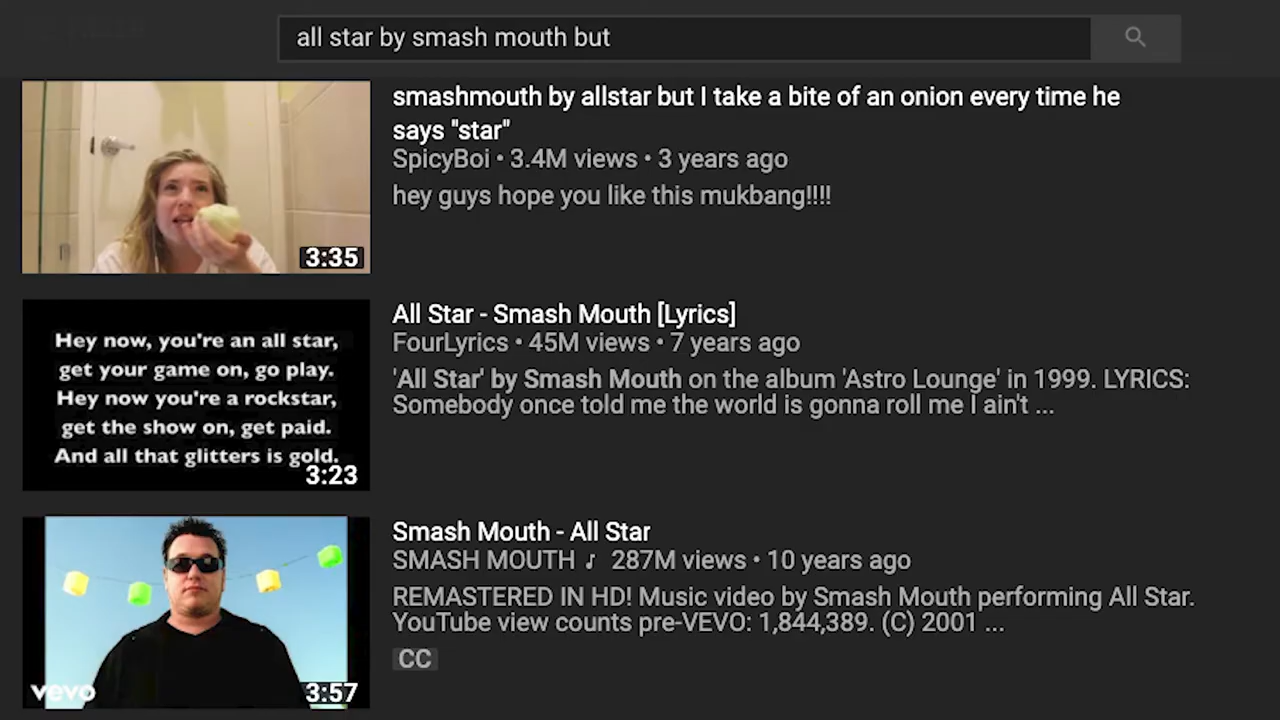 all star by smash mouth but
smashmouth by allstar but I take a bite of an onion every time he
says "star"
SpicyBoi • 3.4M views • 3 years ago
hey guys hope you like this mukbang!!!!
3:35
Hey now, you're an all star,
get your game on, go play.
Hey now you're a rockstar,
get the show on, get paid.
And all that glitters is gold.
3:23
All Star - Smash Mouth [Lyrics]
FourLyrics • 45M views • 7 years ago
'All Star' by Smash Mouth on the album 'Astro Lounge' in 1999. LYRICS:
Somebody once told me the world is gonna roll me I ain't ...
vevo
3:57
Smash Mouth - All Star
SMASH MOUTH ♪ 287M views • 10 years ago
REMASTERED IN HD! Music video by Smash Mouth performing All Star.
YouTube view counts pre-VEVO: 1,844,389. (C) 2001 ...
CC